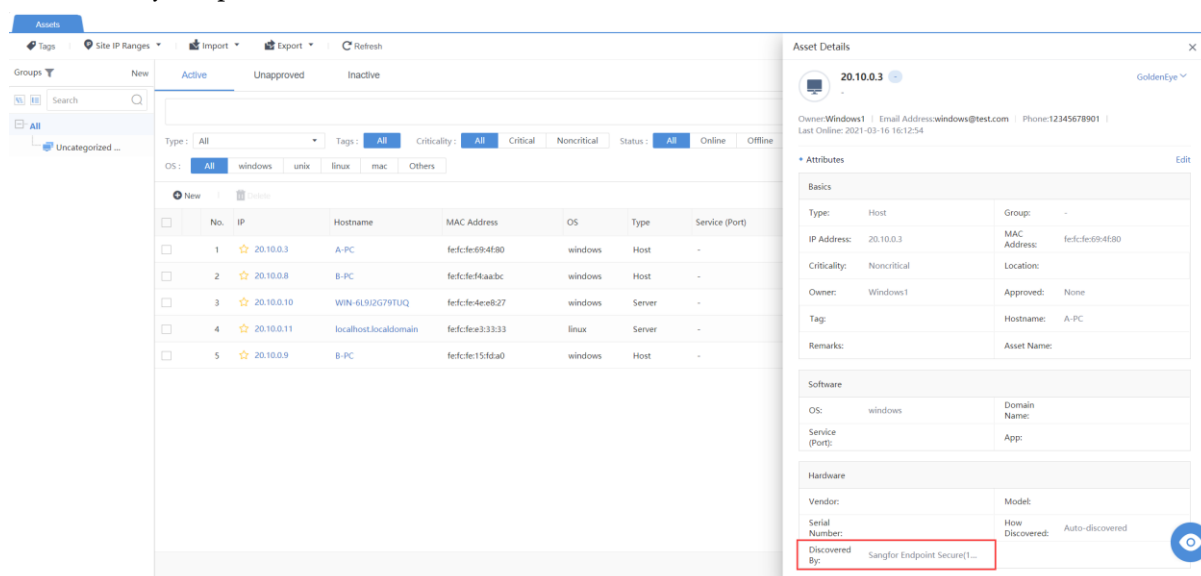 Assets
Tags Site IP Ranges Import Export Refresh
Groups New
Search
All
Uncategorized ...
Active Unapproved Inactive
Type : All Tags : All Criticality : All Critical Noncritical Status : All Online Offline
OS : All windows unix linux mac Others
New Delete
No. IP Hostname MAC Address OS Type Service (Port)
1 20.10.0.3 A-PC fe:fc:fe:69:4f:80 windows Host -
2 20.10.0.8 B-PC fe:fc:fe:f4:aa:bc windows Host -
3 20.10.0.10 WIN-6L9J2G79TUQ fe:fc:fe:4e:e8:27 windows Server -
4 20.10.0.11 localhost.localdomain fe:fc:fe:e3:33:33 linux Server -
5 20.10.0.9 B-PC fe:fc:fe:15:fd:a0 windows Host -
Asset Details
20.10.0.3 - GoldenEye
-
Owner:Windows1 Email Address:windows@test.com Phone:12345678901
Last Online: 2021-03-16 16:12:54
Attributes Edit
Basics
Type: Host Group: -
IP Address: 20.10.0.3 MAC Address: fe:fc:fe:69:4f:80
Criticality: Noncritical Location:
Owner: Windows1 Approved: None
Tag: Hostname: A-PC
Remarks: Asset Name:
Software
OS: windows Domain Name:
Service (Port): App:
Hardware
Vendor: Model:
Serial Number: How Discovered: Auto-discovered
Discovered By: Sangfor Endpoint Secure(1...